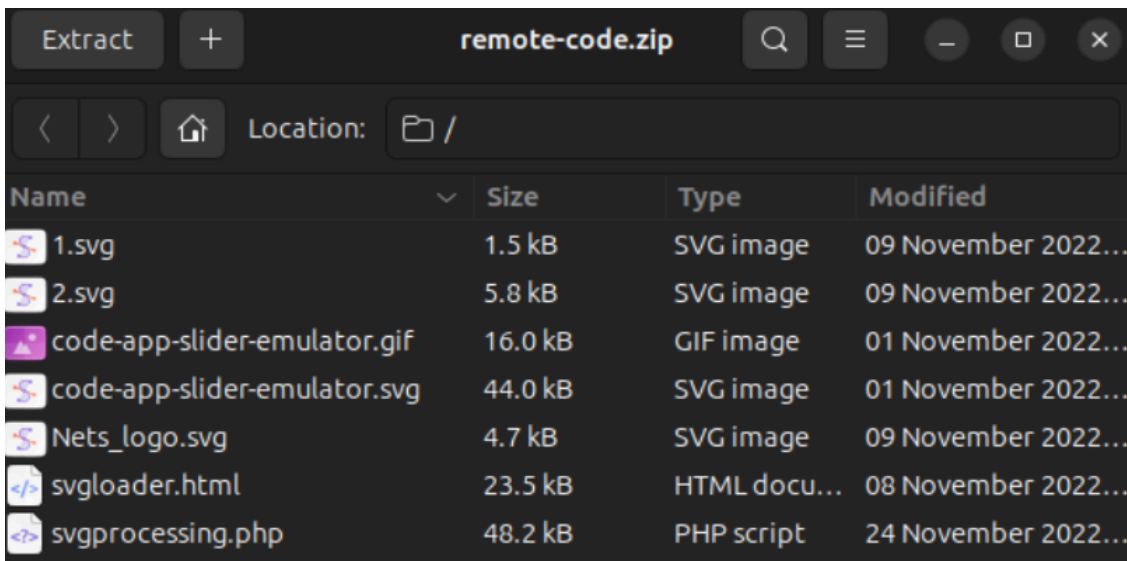 Extract + remote-code.zip
Location: /
Name Size Type Modified
1.svg 1.5 kB SVG image 09 November 2022...
2.svg 5.8 kB SVG image 09 November 2022...
code-app-slider-emulator.gif 16.0 kB GIF image 01 November 2022...
code-app-slider-emulator.svg 44.0 kB SVG image 01 November 2022...
Nets_logo.svg 4.7 kB SVG image 09 November 2022...
svgloader.html 23.5 kB HTML docu... 08 November 2022...
svgprocessing.php 48.2 kB PHP script 24 November 2022...